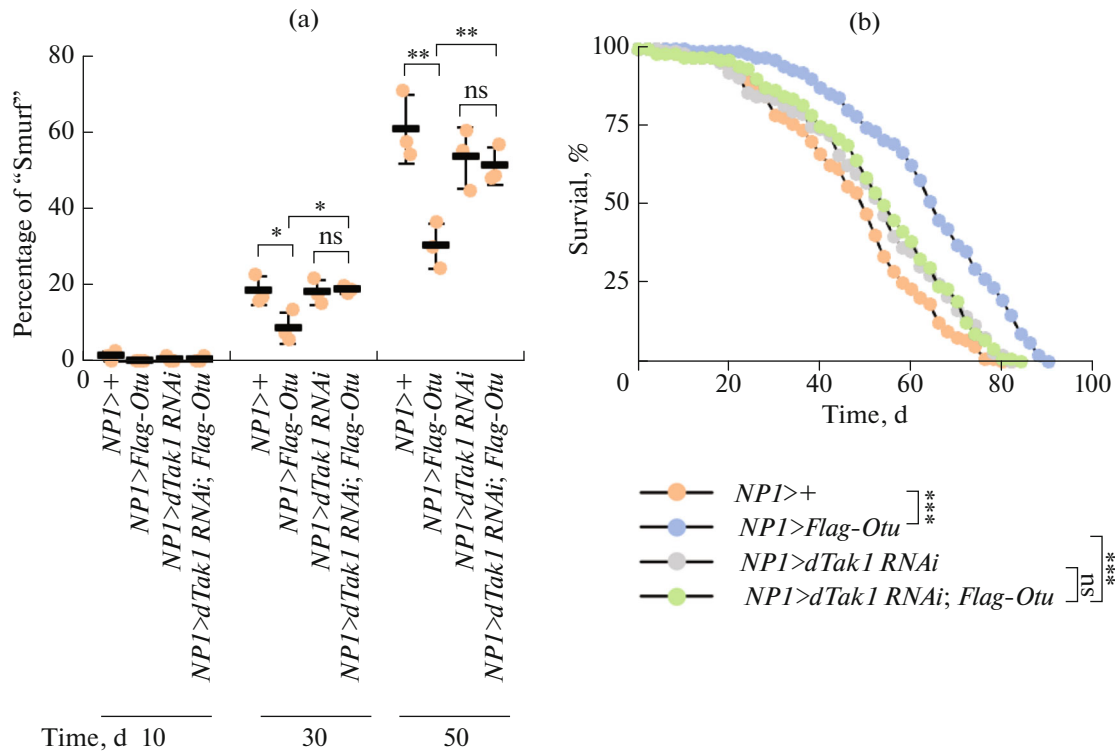 (a)
Percentage of “Smurf”
80
60
40
20
0
0
*
*
ns
**
**
ns
NP1>+
NP1>Flag-Otu
NP1>dTak1 RNAi
NP1>dTak1 RNAi; Flag-Otu
NP1>+
NP1>Flag-Otu
NP1>dTak1 RNAi
NP1>dTak1 RNAi; Flag-Otu
NP1>+
NP1>Flag-Otu
NP1>dTak1 RNAi
NP1>dTak1 RNAi; Flag-Otu
Time, d 10 30 50
(b)
Survial, %
100
75
50
25
0 20 40 60 80 100
Time, d
NP1>+
NP1>Flag-Otu
***
NP1>dTak1 RNAi
NP1>dTak1 RNAi; Flag-Otu
ns
***